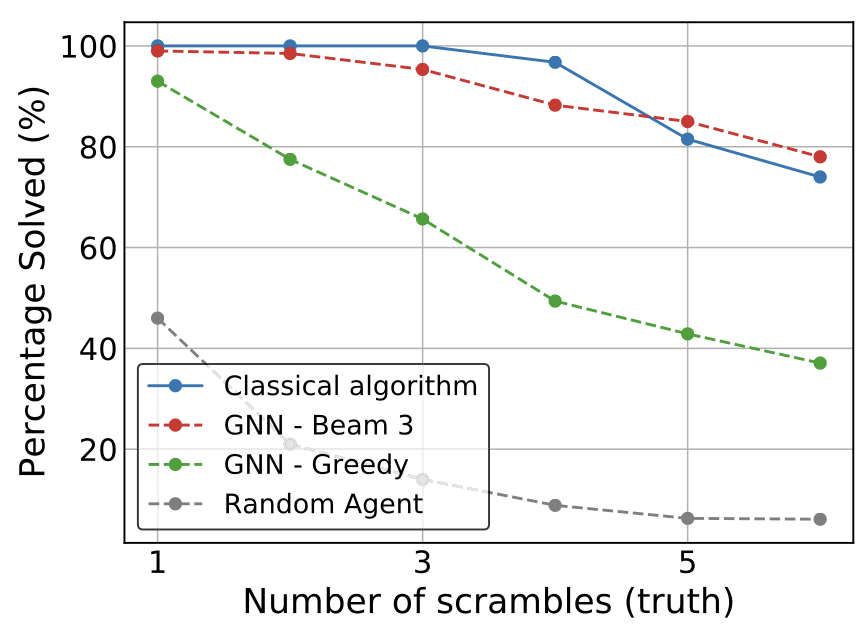 Percentage Solved (%)
100
80
60
40
20
Classical algorithm
GNN - Beam 3
GNN - Greedy
Random Agent
1 3 5
Number of scrambles (truth)